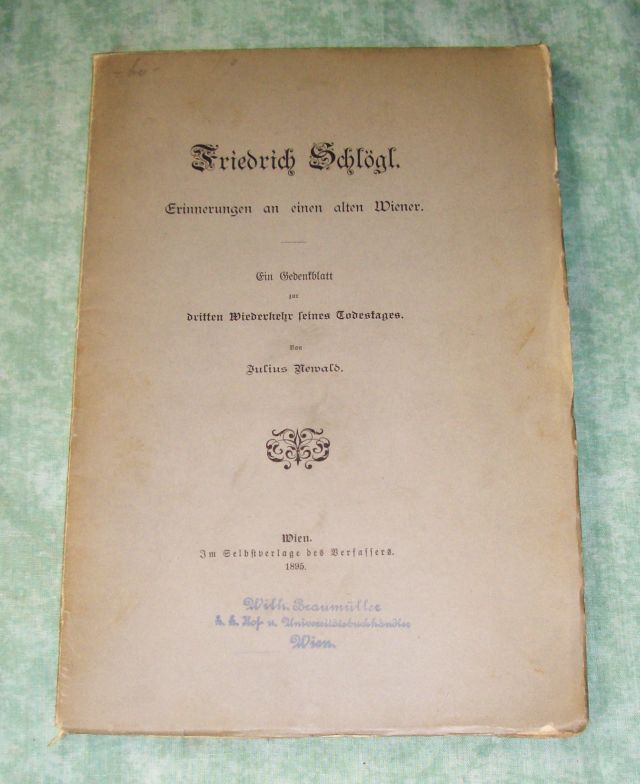 Friedrich Schlögl.
Erinnerungen an einen alten Wiener.
Ein Gedenkblatt
zur
dritten Wiederkehr seines Todestages.
Von
Julius Newald.
Wien.
Im Selbstverlage des Verfassers.
1895.
Wilh. Braumüller
k. k. Hof u. Universitätsbuchhändler
Wien.